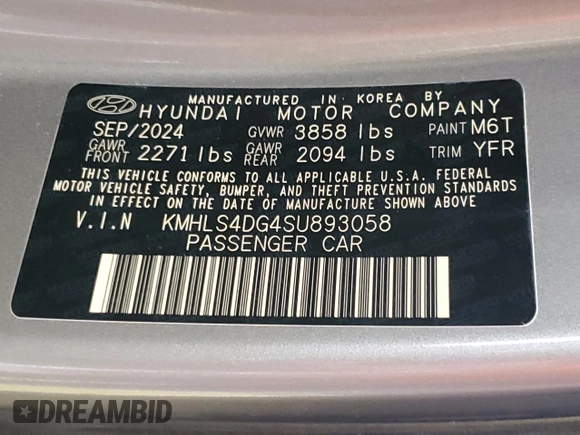 MANUFACTURED IN KOREA BY
HYUNDAI MOTOR COMPANY
SEP/2024 GVWR 3858 lbs PAINT M6T
GAWR FRONT 2271 lbs GAWR REAR 2094 lbs TRIM YFR
THIS VEHICLE CONFORMS TO ALL APPLICABLE U.S.A. FEDERAL
MOTOR VEHICLE SAFETY, BUMPER, AND THEFT PREVENTION STANDARDS
IN EFFECT ON THE DATE OF MANUFACTURE SHOWN ABOVE.
V.I.N KMHLS4DG4SU893058
PASSENGER CAR
DREAMBID